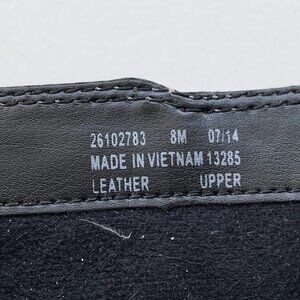 26102783 8M 07/14
MADE IN VIETNAM 13285
LEATHER UPPER